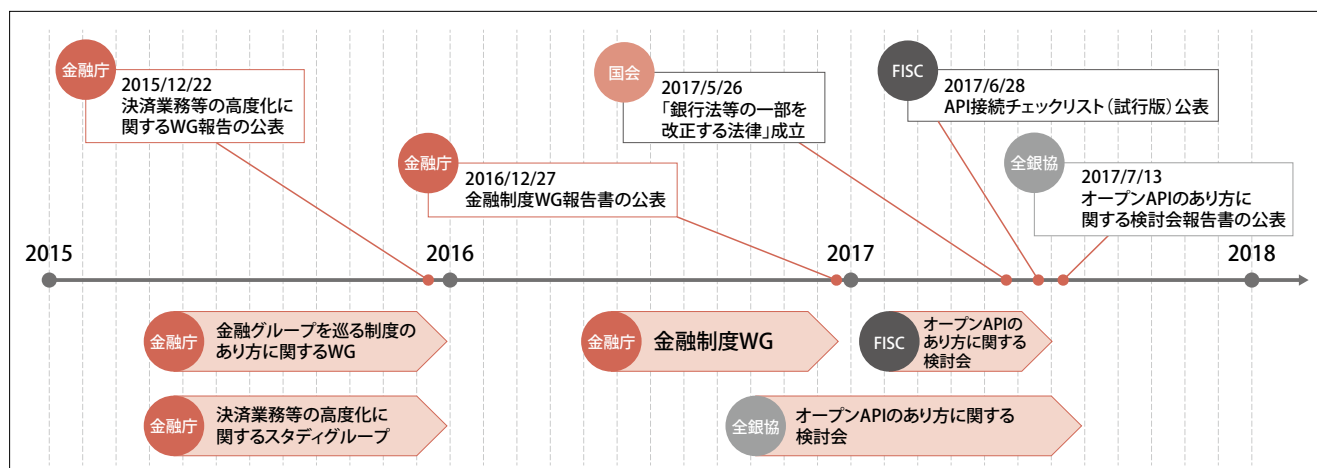 金融庁
2015/12/22
決済業務等の高度化に
関するWG報告の公表
国会
2017/5/26
「銀行法等の一部を
改正する法律」成立
FISC
2017/6/28
API接続チェックリスト(試行版)公表
金融庁
2016/12/27
金融制度WG報告書の公表
全銀協
2017/7/13
オープンAPIのあり方に
関する検討会報告書の公表
2015
2016
2017
2018
金融庁
金融グループを巡る制度の
あり方に関するWG
金融庁
金融制度WG
FISC
オープンAPIの
あり方に関する
検討会
金融庁
決済業務等の高度化に
関するスタディグループ
全銀協
オープンAPIのあり方に関する
検討会